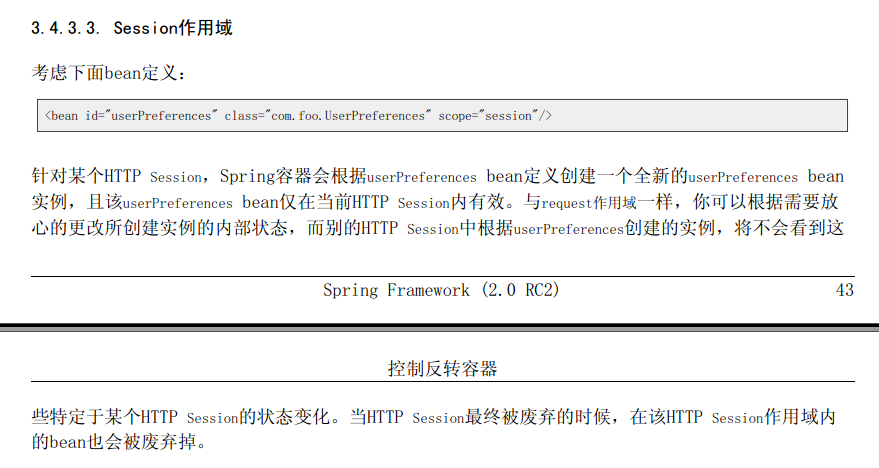 3.4.3.3. Session作用域
考虑下面bean定义：
<bean id="userPreferences" class="com.foo.UserPreferences" scope="session"/>
针对某个HTTP Session，Spring容器会根据userPreferences bean定义创建一个全新的userPreferences bean
实例，且该userPreferences bean仅在当前HTTP Session内有效。与request作用域一样，你可以根据需要放
心的更改所创建实例的内部状态，而别的HTTP Session中根据userPreferences创建的实例，将不会看到这
Spring Framework (2.0 RC2) 43
控制反转容器
些特定于某个HTTP Session的状态变化。当HTTP Session最终被废弃的时候，在该HTTP Session作用域内
的bean也会被废弃掉。